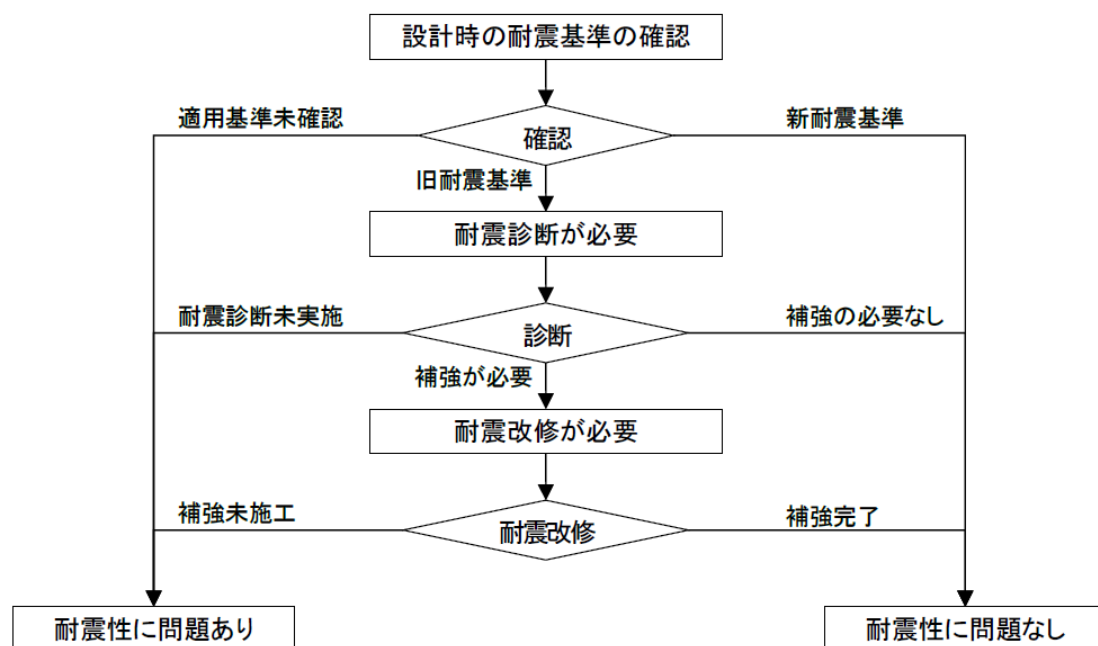 設計時の耐震基準の確認
適用基準未確認
確認
新耐震基準
旧耐震基準
耐震診断が必要
耐震診断未実施
診断
補強の必要なし
補強が必要
耐震改修が必要
補強未施工
耐震改修
補強完了
耐震性に問題あり
耐震性に問題なし